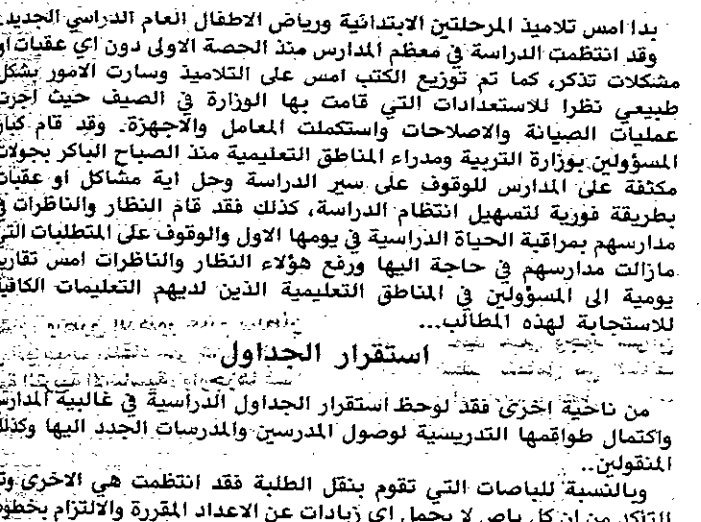 بدا امس تلاميذ المرحلتين الابتدائية ورياض الاطفال العام الدراسي الجديد.
وقد انتظمت الدراسة في معظم المدارس منذ الحصة الاولى دون اي عقبات او
مشكلات تذكر، كما تم توزيع الكتب امس على التلاميذ وسارت الامور بشكل
طبيعي نظرا للاستعدادات التي قامت بها الوزارة في الصيف حيث اجرت
عمليات الصيانة والاصلاحات واستكملت المعامل والاجهزة. وقد قام كبار
المسؤولين بوزارة التربية ومدراء المناطق التعليمية منذ الصباح الباكر بجولات
مكثفة على المدارس للوقوف على سير الدراسة وحل اية مشاكل او عقبات
بطريقة فورية لتسهيل انتظام الدراسة، كذلك فقد قام النظار والناظرات في
مدارسهم بمراقبة الحياة الدراسية في يومها الاول والوقوف على المتطلبات التي
مازالت مدارسهم في حاجة اليها ورفع هؤلاء النظار والناظرات امس تقارير
يومية الى المسؤولين في المناطق التعليمية الذين لديهم التعليمات الكافية
للاستجابة لهذه المطالب...
استقرار الجداول
من ناحية اخرى فقد لوحظ استقرار الجداول الدراسية في غالبية المدارس
واكتمال طواقمها التدريسية لوصول المدرسين والمدرسات الجدد اليها وكذلك
المنقولين..
وبالنسبة للباصات التي تقوم بنقل الطلبة فقد انتظمت هي الاخرى وتم
التاكد من ان كل باص لا يحمل اي زيادات عن الاعداد المقررة والالتزام بخطوط